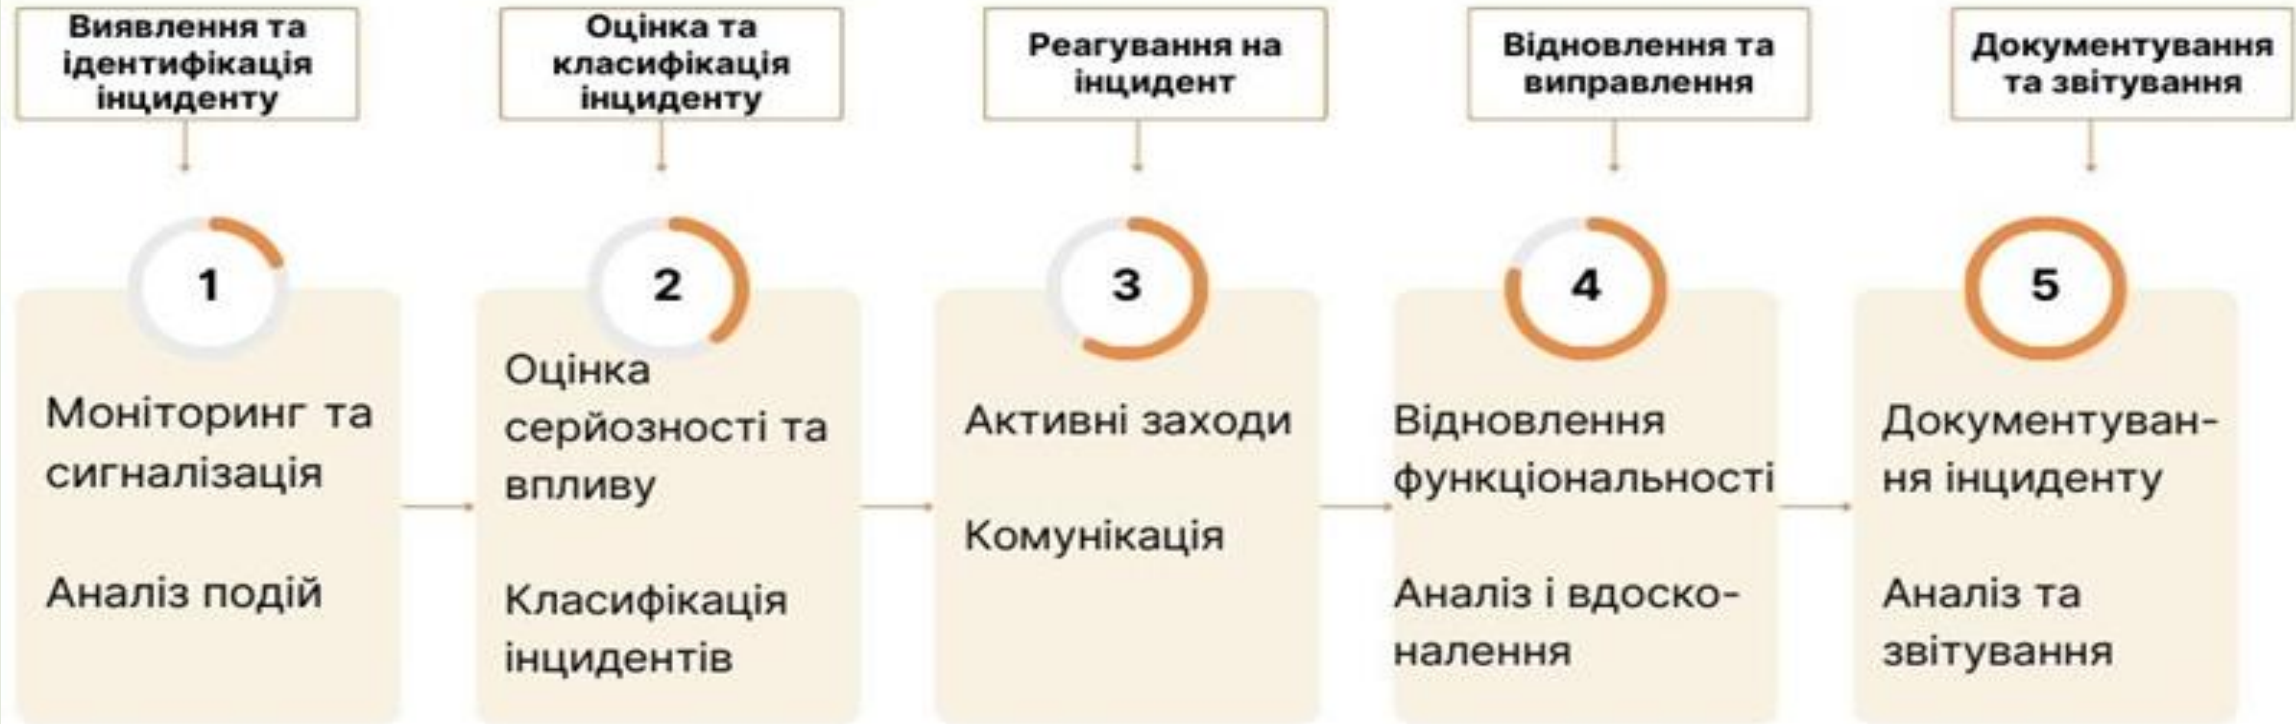 Виявлення та
ідентифікація
інциденту
Оцінка та
класифікація
інциденту
Реагування на
інцидент
Відновлення та
виправлення
Документування
та звітування
1
Моніторинг та
сигналізація
Аналіз подій
2
Оцінка
серйозності та
впливу
Класифікація
інцидентів
3
Активні заходи
Комунікація
4
Відновлення
функціональності
Аналіз і вдоско-
налення
5
Документуван-
ня інциденту
Аналіз та
звітування